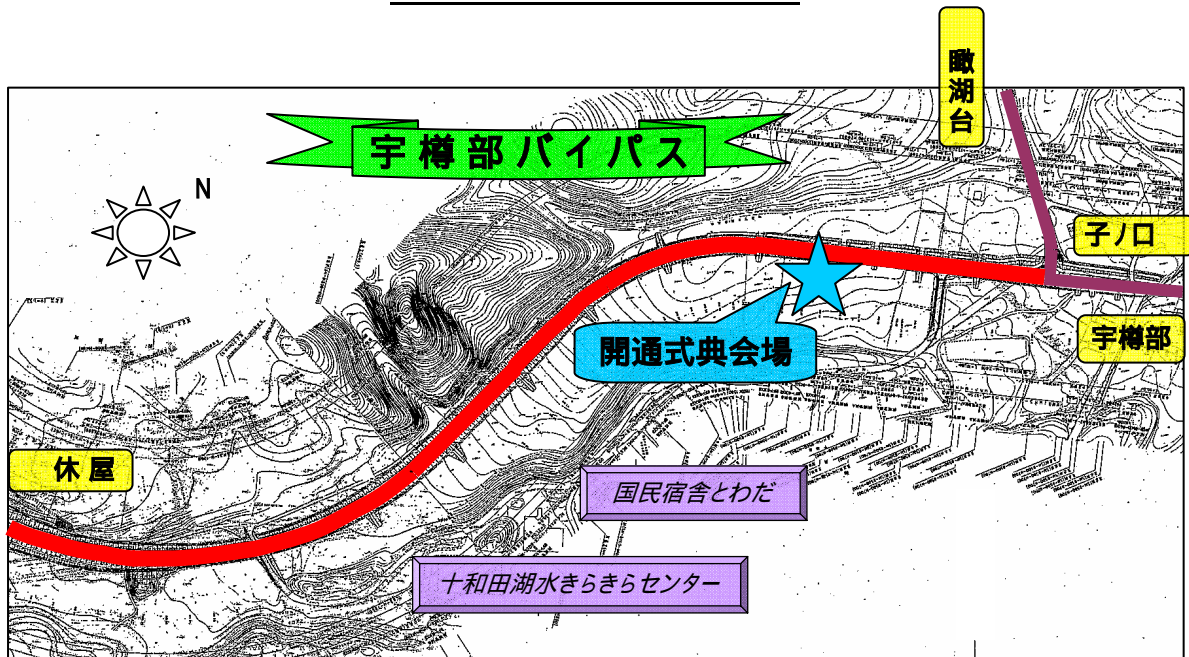 瞰湖台
宇樽部バイパス
N
子ノ口
開通式典会場
宇樽部
休屋
国民宿舎とわだ
十和田湖水きらきらセンター